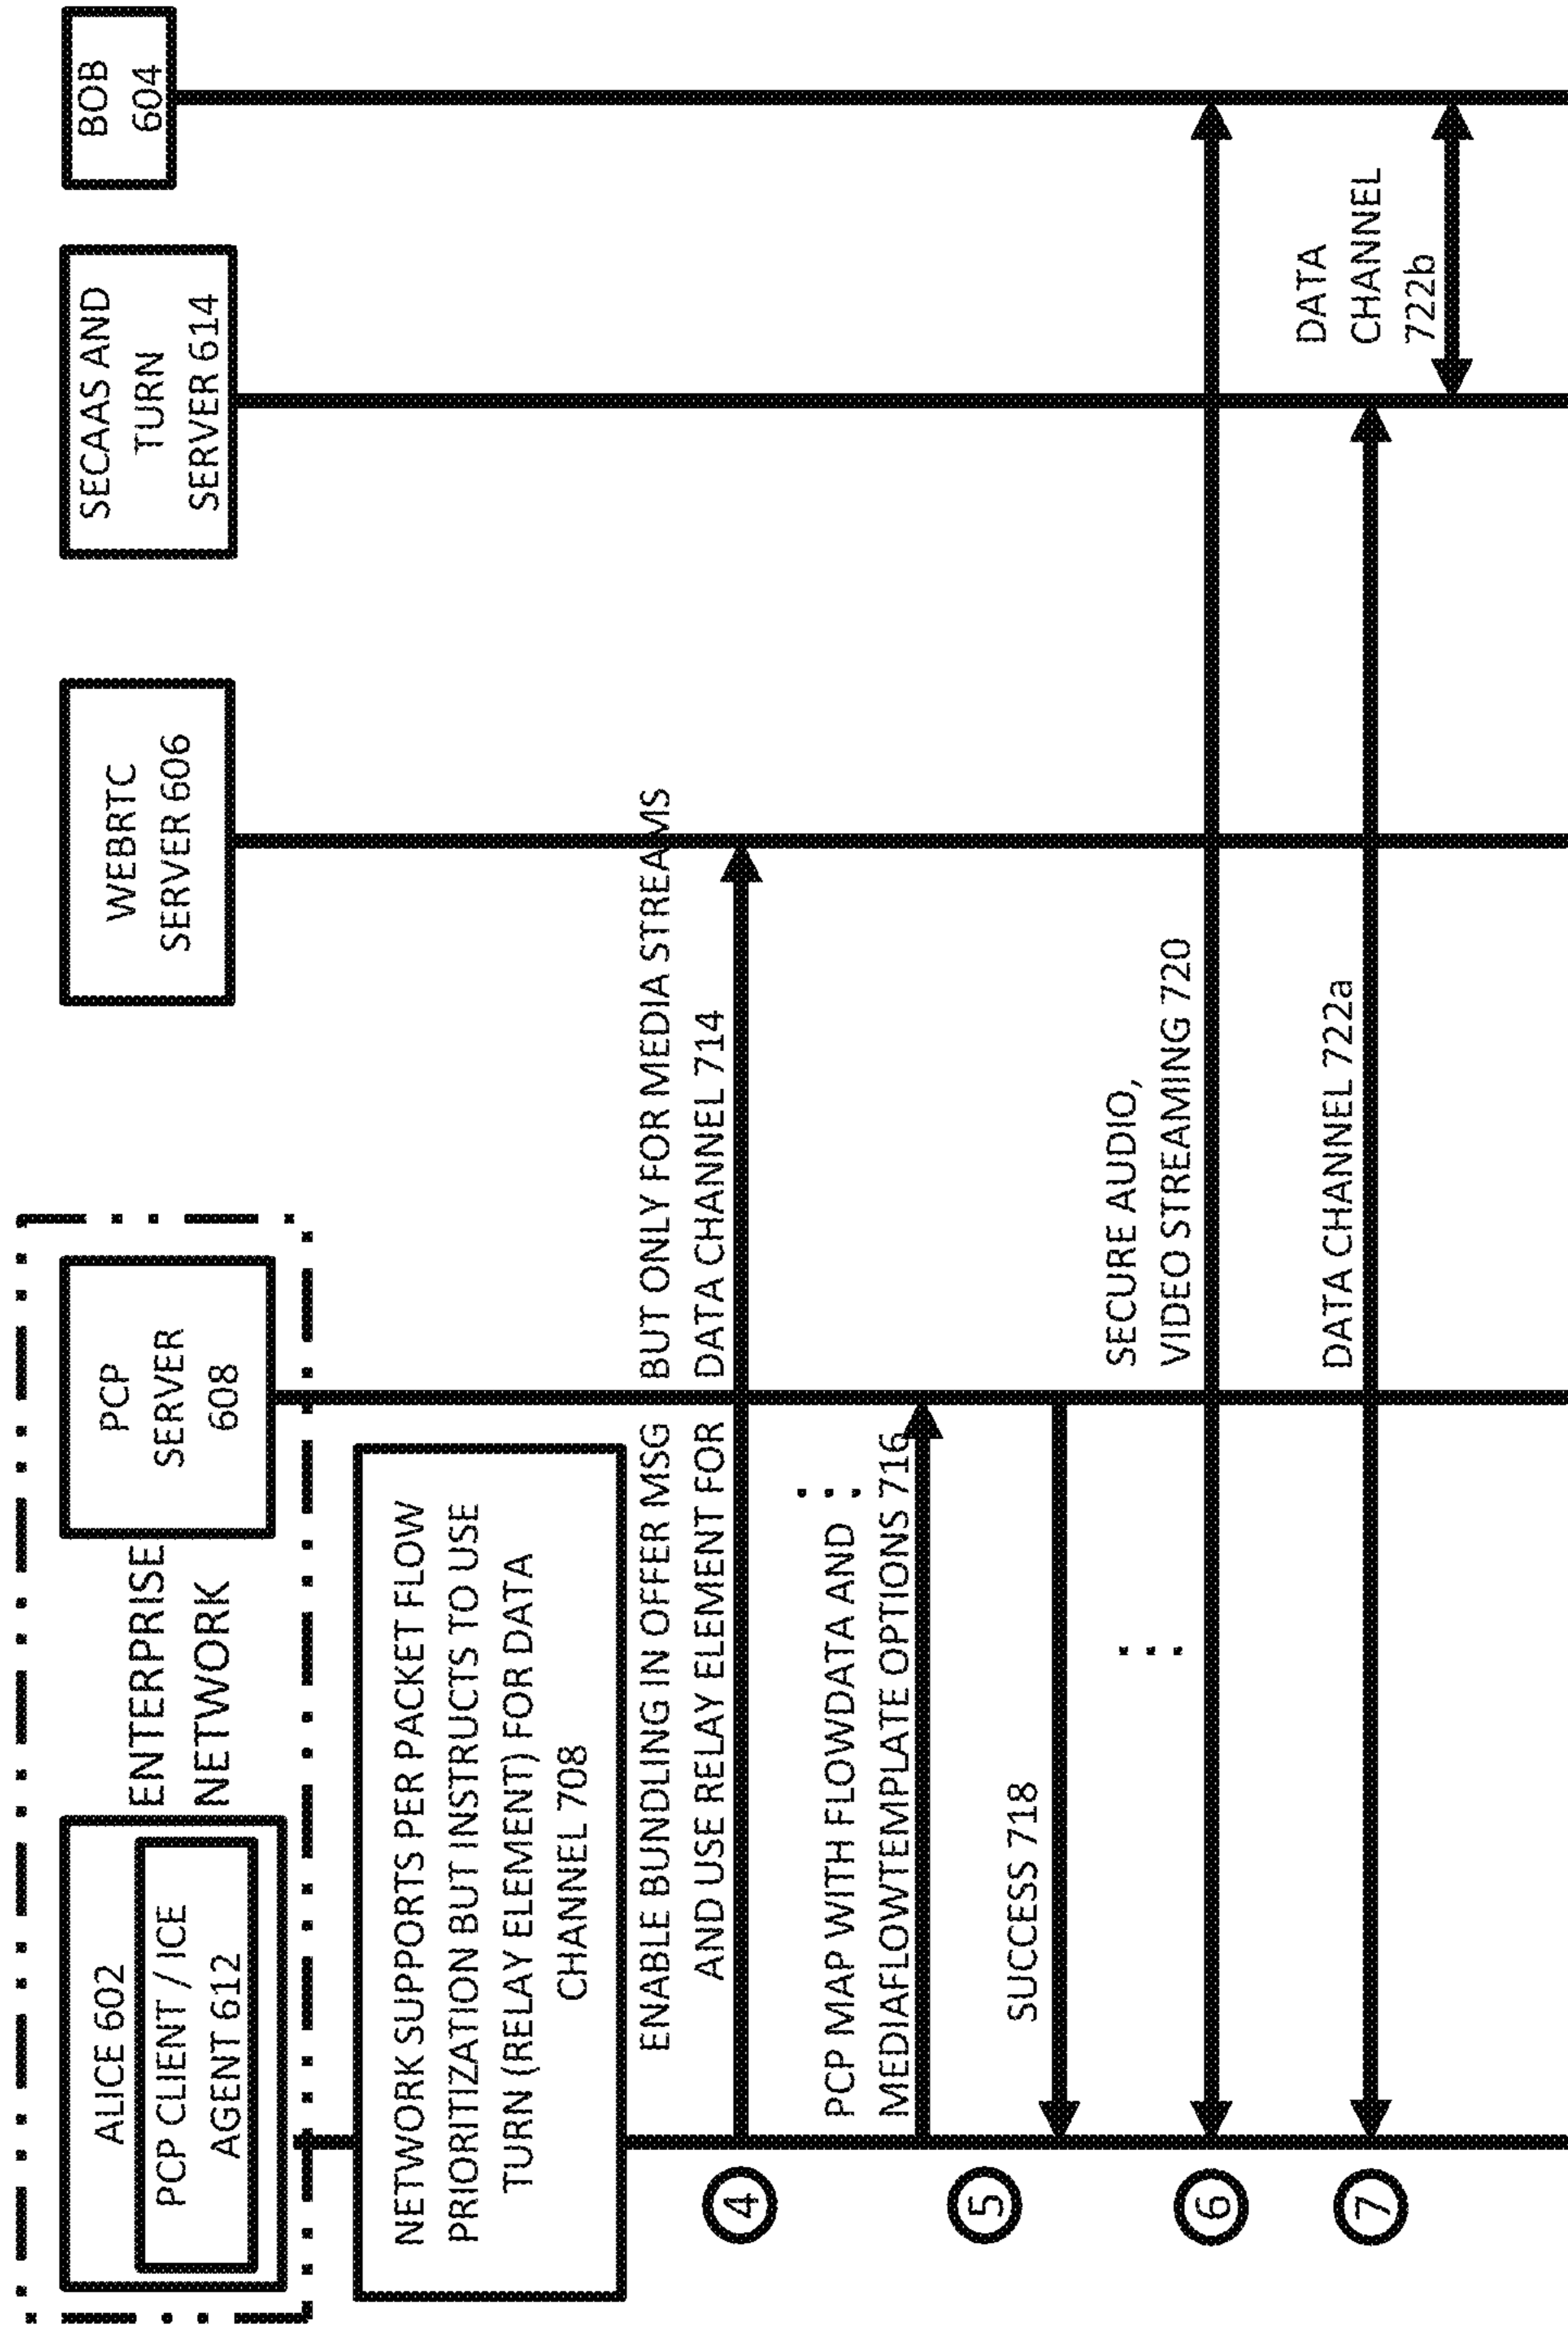 ALICE 602
PCP CLIENT / ICE
AGENT 612
ENTERPRISE
NETWORK
PCP
SERVER
608
WEBRTC
SERVER 606
SECAAS AND
TURN
SERVER 614
BOB
604
NETWORK SUPPORTS PER PACKET FLOW
PRIORITIZATION BUT INSTRUCTS TO USE
TURN (RELAY ELEMENT) FOR DATA
CHANNEL 708
ENABLE BUNDLING IN OFFER MSG
AND USE RELAY ELEMENT FOR
BUT ONLY FOR MEDIA STREAMS
DATA CHANNEL 714
4
PCP MAP WITH FLOWDATA AND
MEDIAFLOWTEMPLATE OPTIONS 716
5
SUCCESS 718
SECURE AUDIO,
VIDEO STREAMING 720
6
DATA CHANNEL 722a
7
DATA
CHANNEL
722b